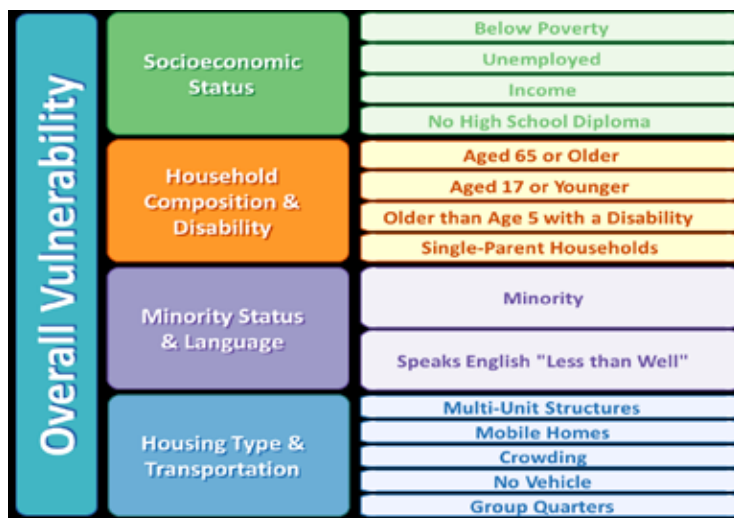 Overall Vulnerability
Socioeconomic
Status
Below Poverty
Unemployed
Income
No High School Diploma
Household
Composition &
Disability
Aged 65 or Older
Aged 17 or Younger
Older than Age 5 with a Disability
Single-Parent Households
Minority Status
& Language
Minority
Speaks English "Less than Well"
Housing Type &
Transportation
Multi-Unit Structures
Mobile Homes
Crowding
No Vehicle
Group Quarters